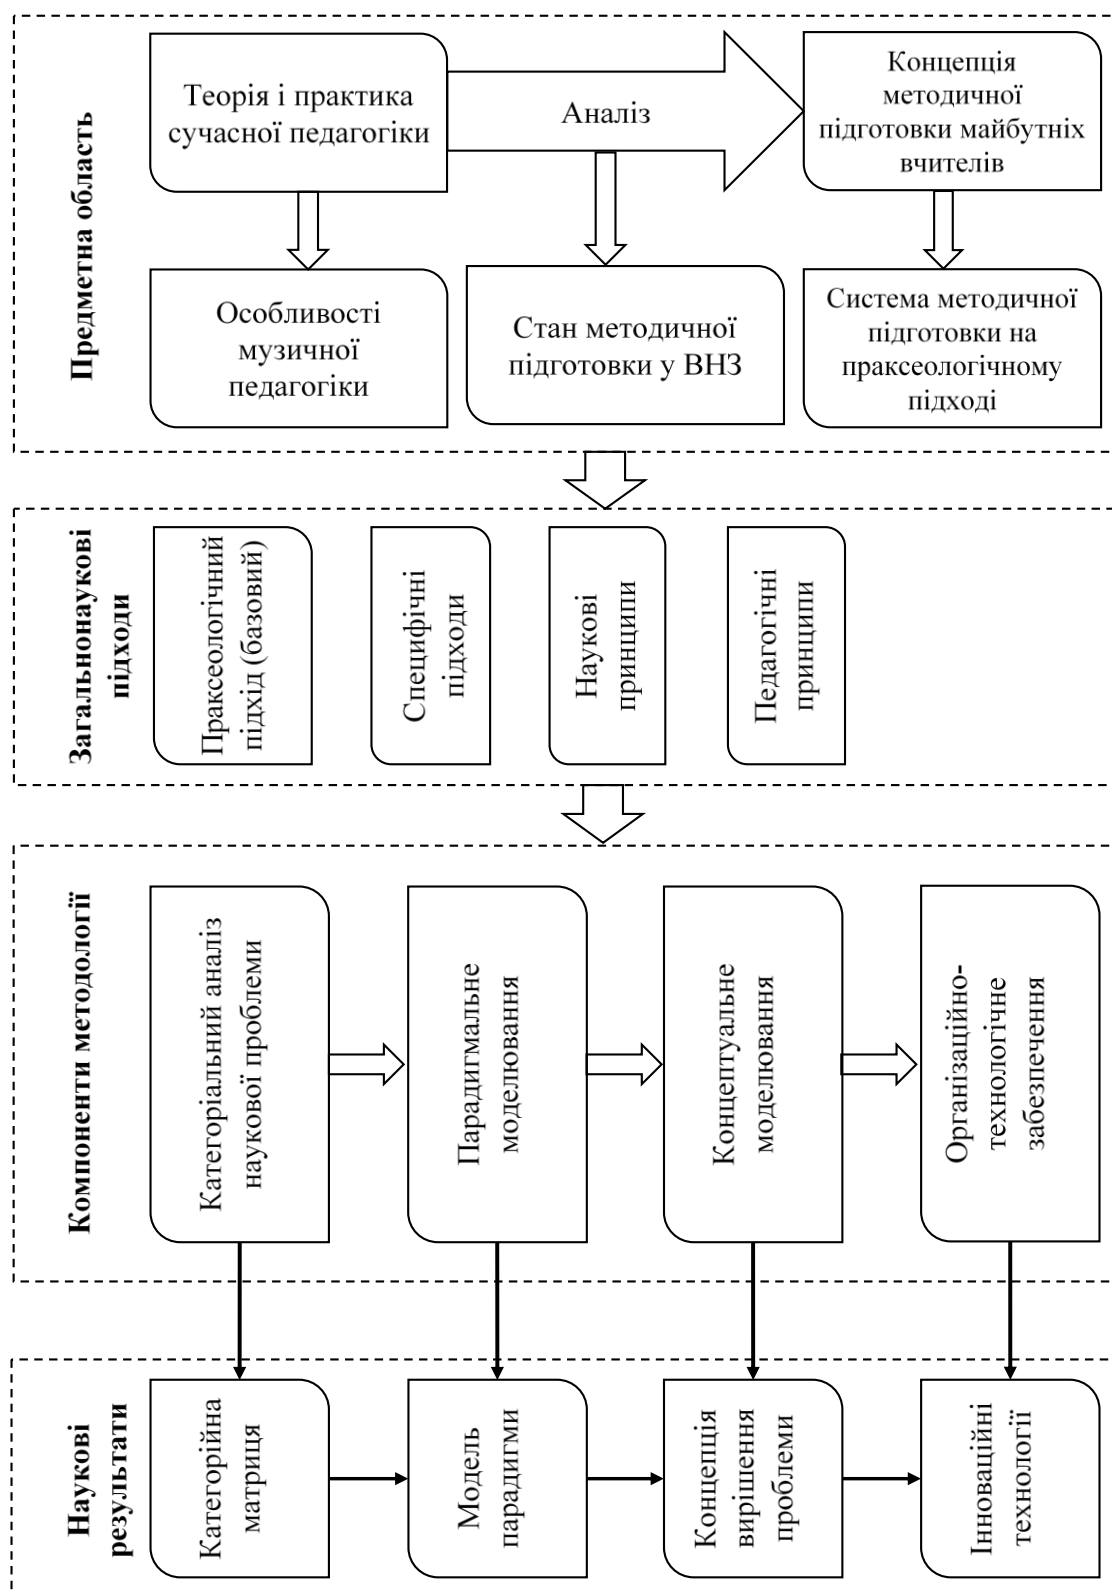 Предметна область
Теорія і практика
сучасної педагогіки
Аналіз
Концепція
методичної
підготовки майбутніх
вчителів
Особливості
музичної
педагогіки
Стан методичної
підготовки у ВНЗ
Система методичної
підготовки на
праксеологічному
підході
Загальнонаукові
підходи
Праксеологічний
підхід (базовий)
Специфічні
підходи
Наукові
принципи
Педагогічні
принципи
Компоненти методології
Категоріальний аналіз
наукової проблеми
Парадигмальне
моделювання
Концептуальне
моделювання
Організаційно-
технологічне
забезпечення
Наукові
результати
Категорійна
матриця
Модель
парадигми
Концепція
вирішення
проблеми
Інноваційні
технології